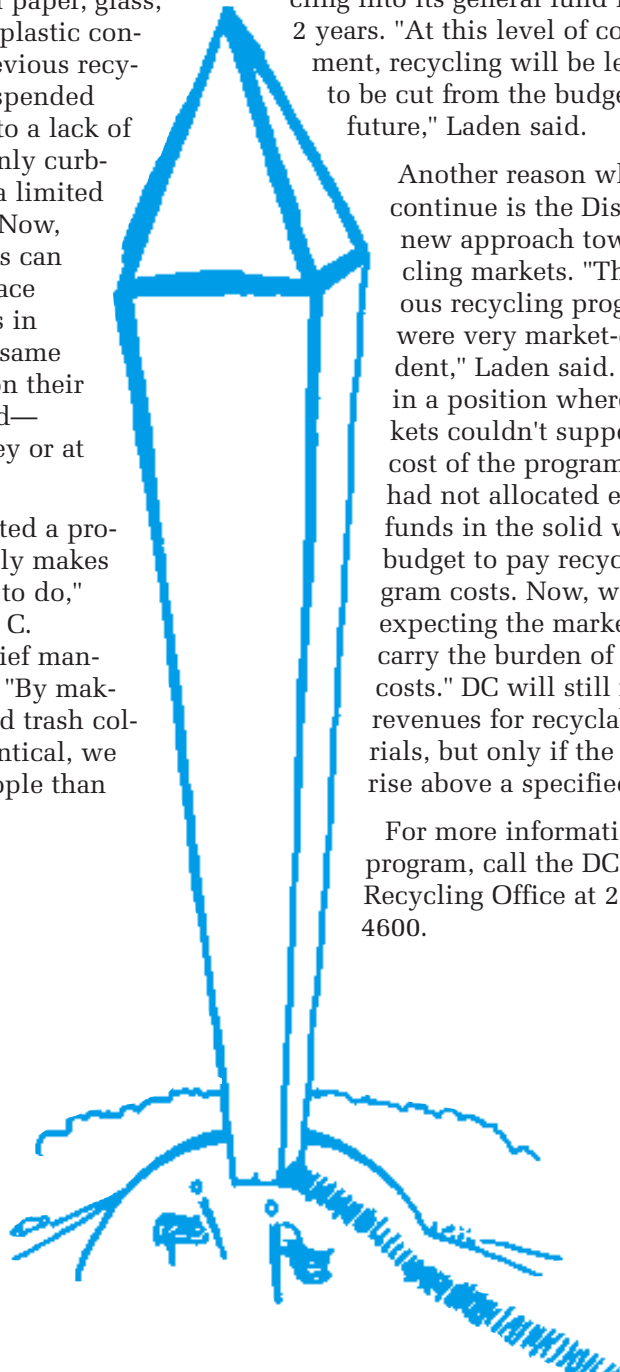 paper, glass,
plastic con-
evious recy-
spended
to a lack of
nly curb-
a limited
Now,
s can
ace
s in
same
on their
d—
ey or at
ted a pro-
ly makes
to do,"
C.
ief man-
"By mak-
d trash col-
ntical, we
ople than
cling into its general fund
2 years. "At this level of co
ment, recycling will be le
to be cut from the budge
future," Laden said.
Another reason wh
continue is the Dis
new approach tow
cling markets. "Th
ous recycling prog
were very market-
dent," Laden said.
in a position where
kets couldn't suppo
cost of the program
had not allocated e
funds in the solid w
budget to pay recyc
gram costs. Now, w
expecting the marke
carry the burden of
costs." DC will still
revenues for recycla
rials, but only if the
rise above a specified
For more informati
program, call the DC
Recycling Office at 2
4600.